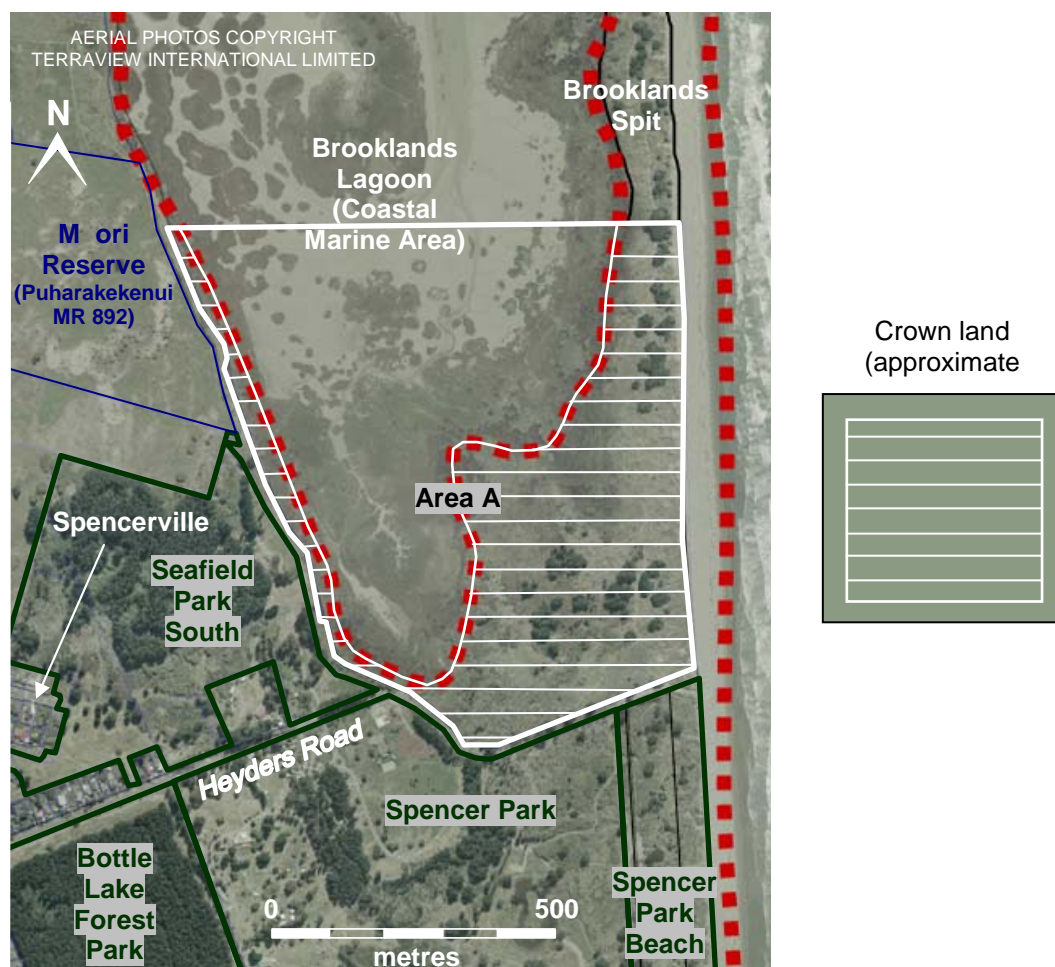 AERIAL PHOTOS COPYRIGHT
TERRAVIEW INTERNATIONAL LIMITED
N
Brooklands
Spit
Brooklands
Lagoon
(Coastal
Marine Area)
M ori
Reserve
(Puharakekenui
MR 892)
Crown land
(approximate
Area A
Spencerville
Seafield
Park
South
Heyders Road
Spencer Park
Bottle
Lake
Forest
Park
Spencer
Park
Beach
0
500
metres